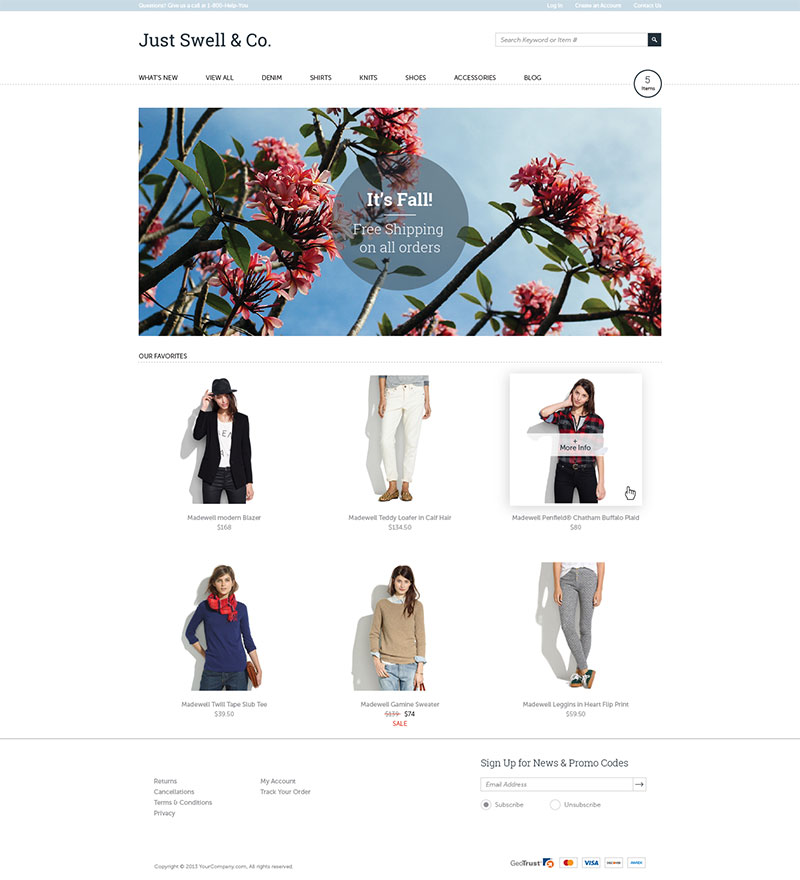 Questions? Give us a call at 1-800-Help-You
Log In Create an Account Contact Us
Just Swell & Co.
Search Keyword or Item #
WHAT'S NEW VIEW ALL DENIM SHIRTS KNITS SHOES ACCESSORIES BLOG
5
Items
It's Fall!
Free Shipping
on all orders
OUR FAVORITES
+
More Info
Madewell modern Blazer
$168
Madewell Teddy Loafer in Calf Hair
$134.50
Madewell Penfield® Chatham Buffalo Plaid
$80
Madewell Twill Tape Slub Tee
$39.50
Madewell Gamine Sweater
$139 $74
SALE
Madewell Leggins in Heart Flip Print
$59.50
Sign Up for News & Promo Codes
Email Address
Subscribe Unsubscribe
Returns
Cancellations
Terms & Conditions
Privacy
My Account
Track Your Order
Copyright © 2013 YourCompany.com, All rights reserved.
GeoTrust VISA